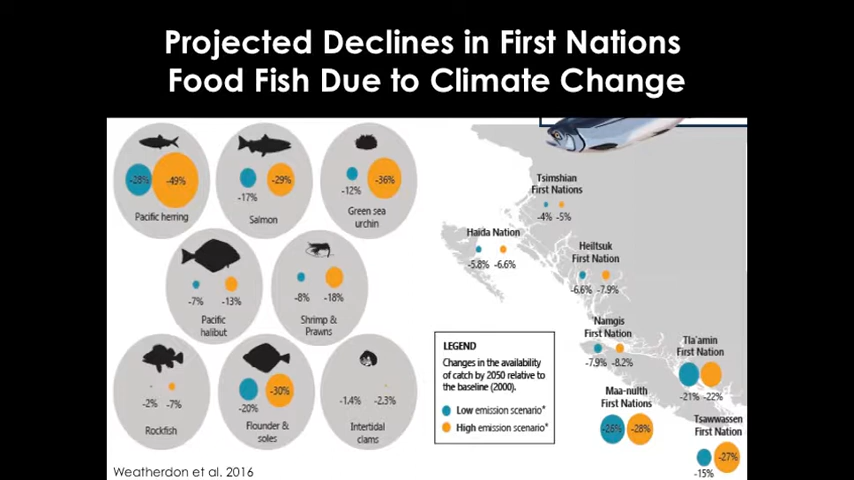 Projected Declines in First Nations
Food Fish Due to Climate Change
-28%
-49%
Pacific herring
-17%
-29%
Salmon
-12%
-36%
Green sea
urchin
-7%
-13%
Pacific
halibut
-8%
-18%
Shrimp &
Prawns
-2%
-7%
Rockfish
-20%
-30%
Flounder &
soles
-1.4%
-2.3%
Intertidal
clams
Tsimshian
First Nations
-4%
-5%
Haida Nation
-5.8%
-6.6%
Heiltsuk
First Nation
-6.6%
-7.9%
Namgis
First Nation
-7.9%
-8.2%
Tla'amin
First Nation
-21%
-22%
Maa-nulth
First Nations
-26%
-28%
Tsawwassen
First Nation
-15%
-27%
LEGEND
Changes in the availability
of catch by 2050 relative to
the baseline (2000).
Low emission scenario*
High emission scenario*
Weatherdon et al. 2016